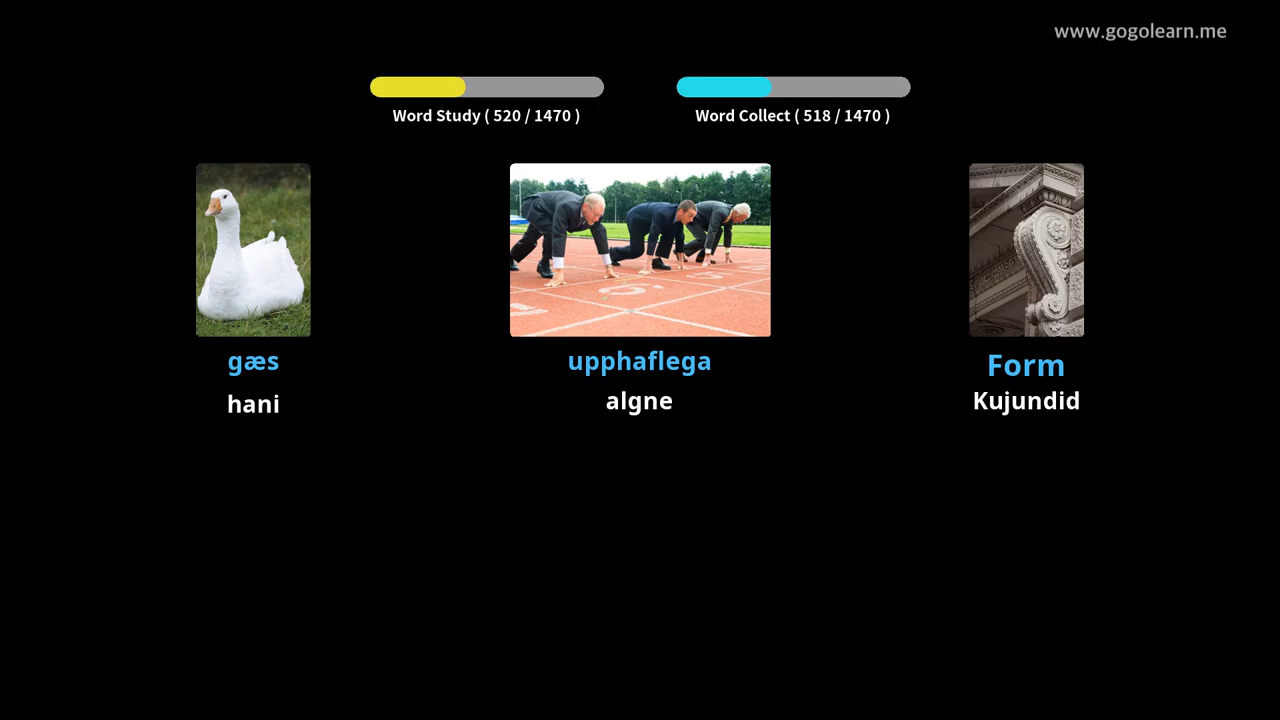 www.gogolearn.me
Word Study ( 520 / 1470 )
Word Collect ( 518 / 1470 )
gæs
upphaflega
Form
hani
algne
Kujundid